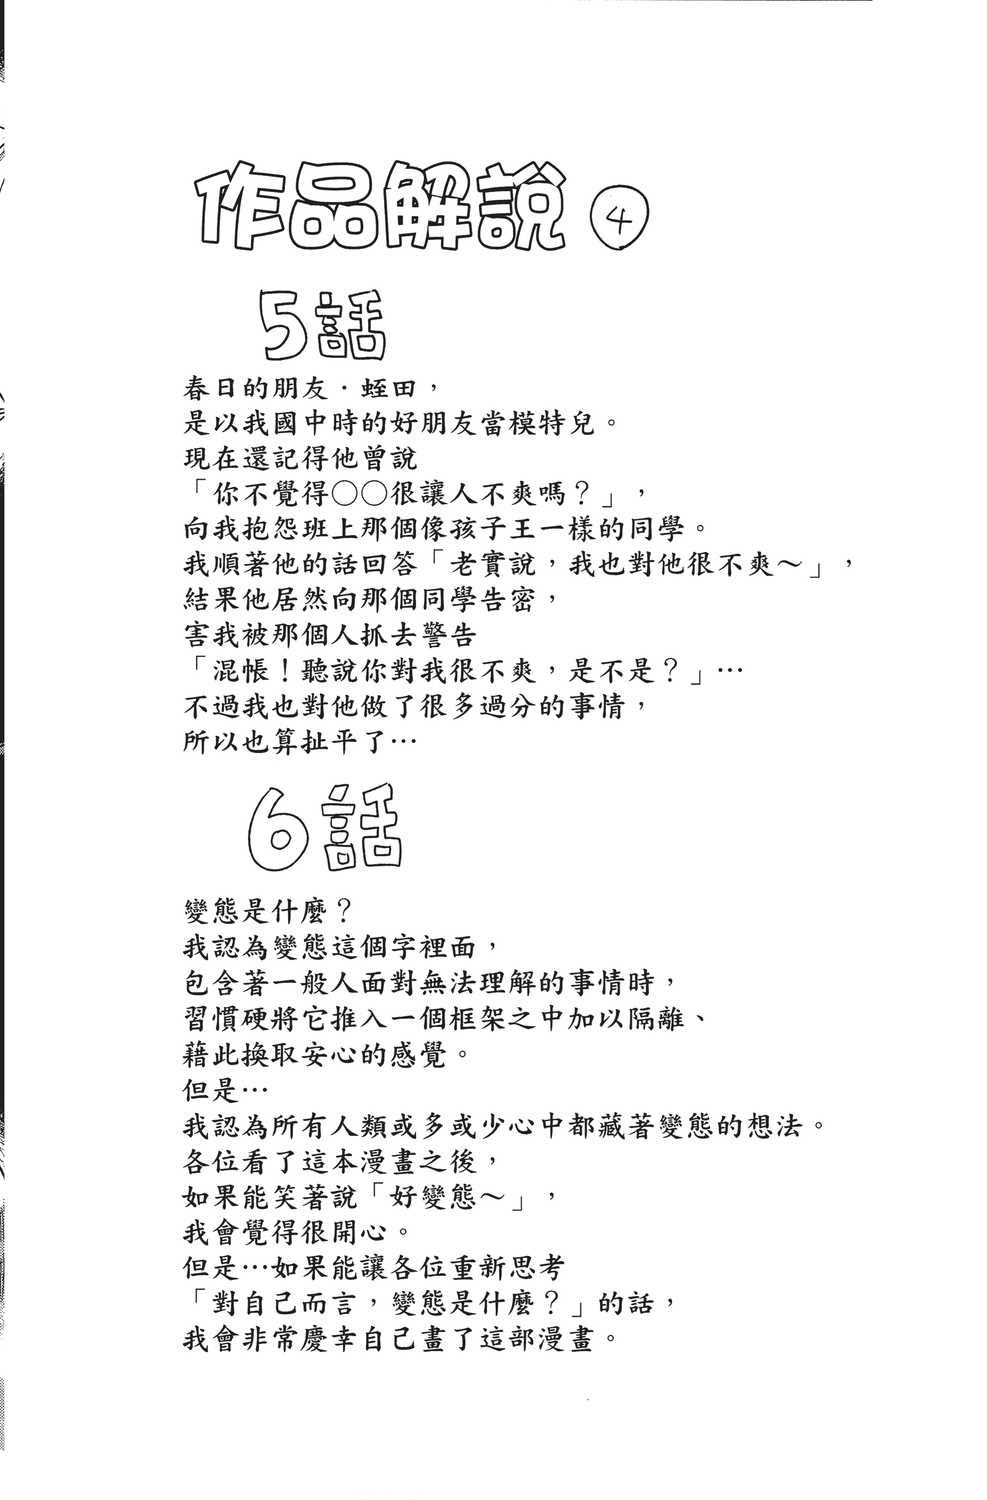 作品解說④
5話
春日的朋友·蛭田，
是以我國中時的好朋友當模特兒。
現在還記得他曾說
「你不覺得○○很讓人不爽嗎？」，
向我抱怨班上那個像孩子王一樣的同學。
我順著他的話回答「老實說，我也對他很不爽～」，
結果他居然向那個同學告密，
害我被那個人抓去警告
「混帳！聽說你對我很不爽，是不是？」…
不過我也對他做了很多過分的事情，
所以也算扯平了…
6話
變態是什麼？
我認為變態這個字裡面，
包含著一般人面對無法理解的事情時，
習慣硬將它推入一個框架之中加以隔離、
藉此換取安心的感覺。
但是…
我認為所有人類或多或少心中都藏著變態的想法。
各位看了這本漫畫之後，
如果能笑著說「好變態～」，
我會覺得很開心。
但是…如果能讓各位重新思考
「對自己而言，變態是什麼？」的話，
我會非常慶幸自己畫了這部漫畫。